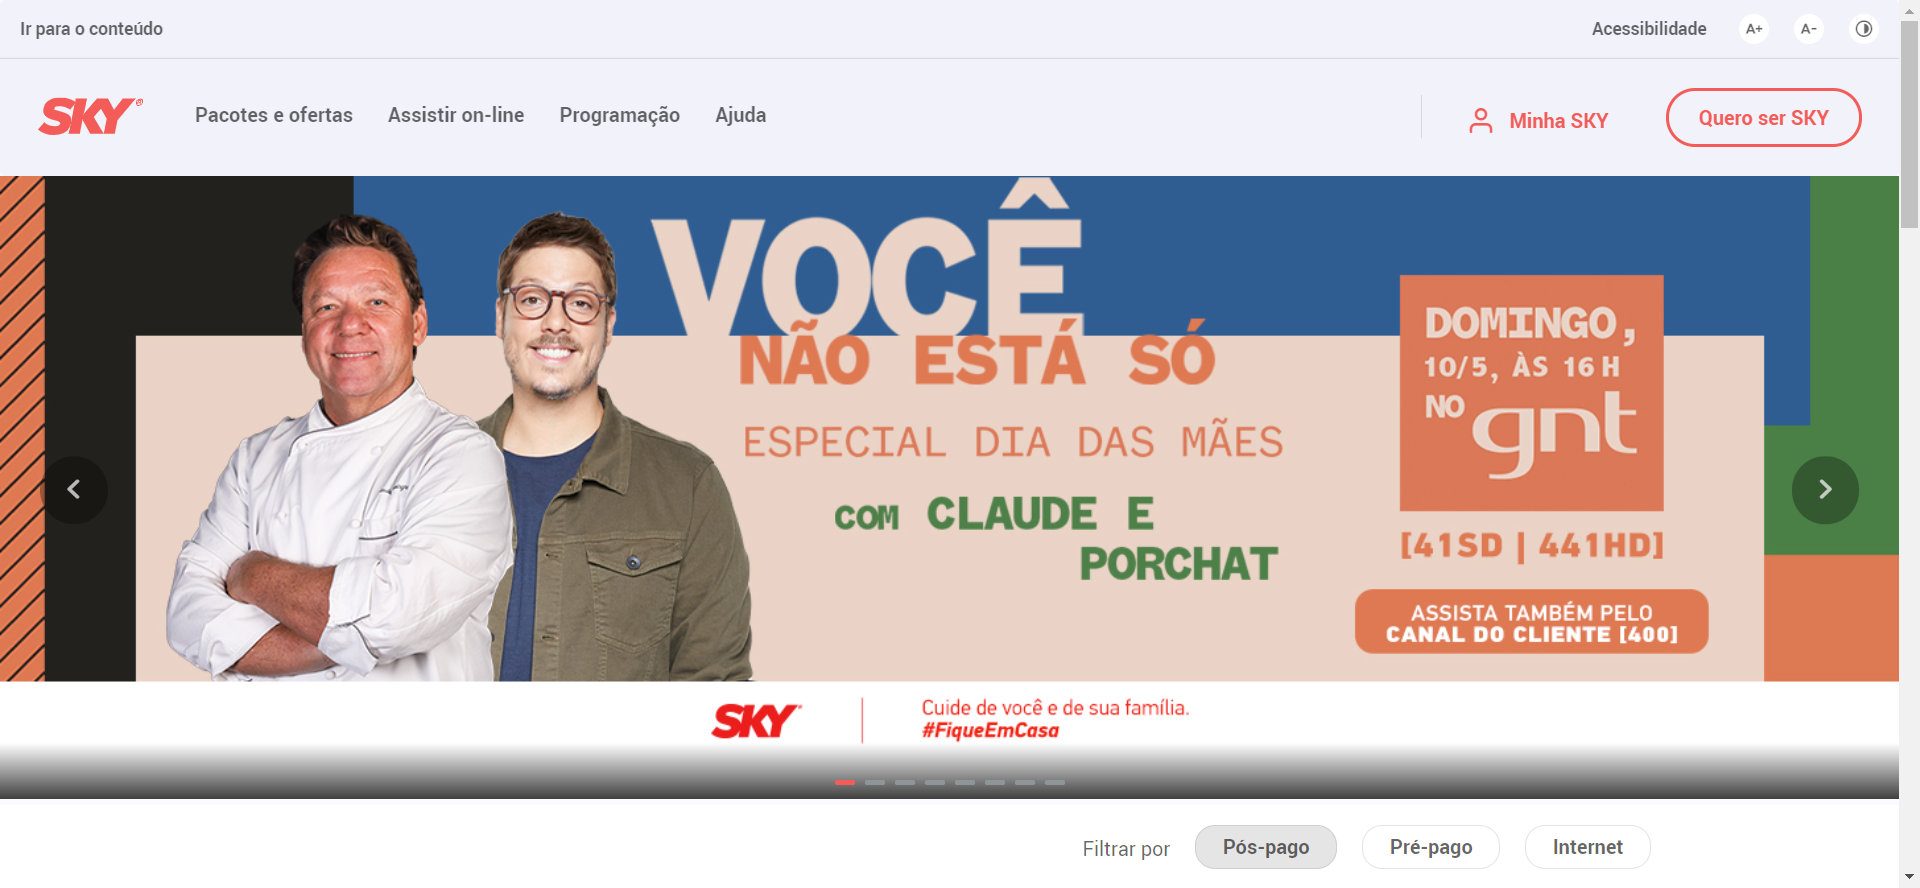 Ir para o conteúdo
Acessibilidade
A+
A-
SKY
Pacotes e ofertas
Assistir on-line
Programação
Ajuda
Minha SKY
Quero ser SKY
VOCÊ
NÃO ESTÁ SÓ
ESPECIAL DIA DAS MÃES
COM CLAUDE E
PORCHAT
DOMINGO,
10/5, ÀS 16H
NO gnt
[41SD | 441HD]
ASSISTA TAMBÉM PELO
CANAL DO CLIENTE [400]
SKY
Cuide de você e de sua família.
#FiqueEmCasa
Filtrar por
Pós-pago
Pré-pago
Internet